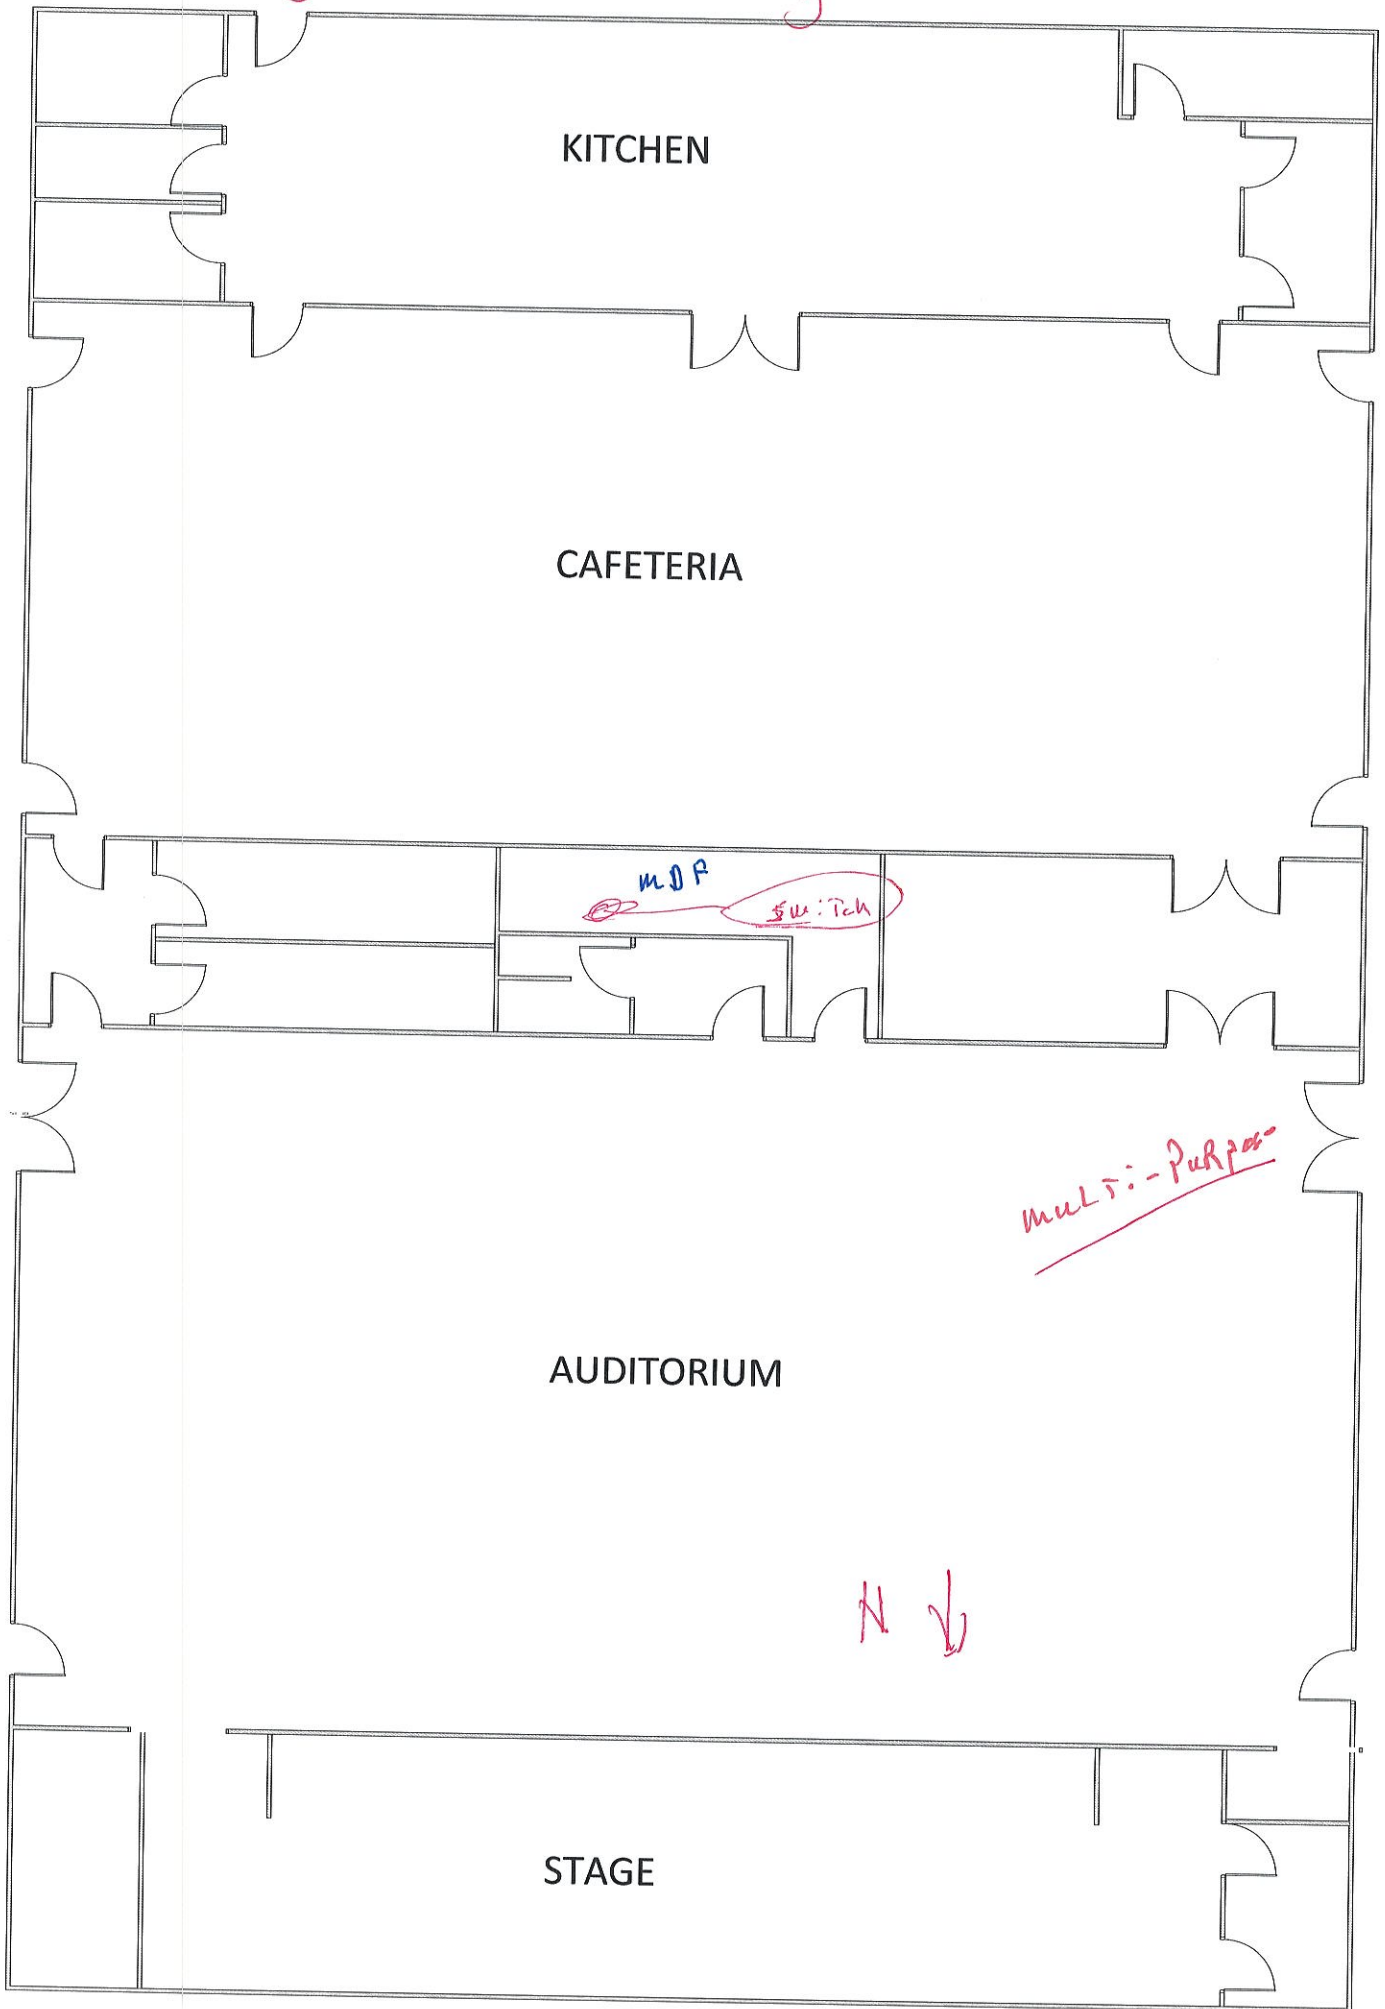 KITCHEN
CAFETERIA
MDF
SwiTch
MulTi-PuRpose
AUDITORIUM
N
STAGE